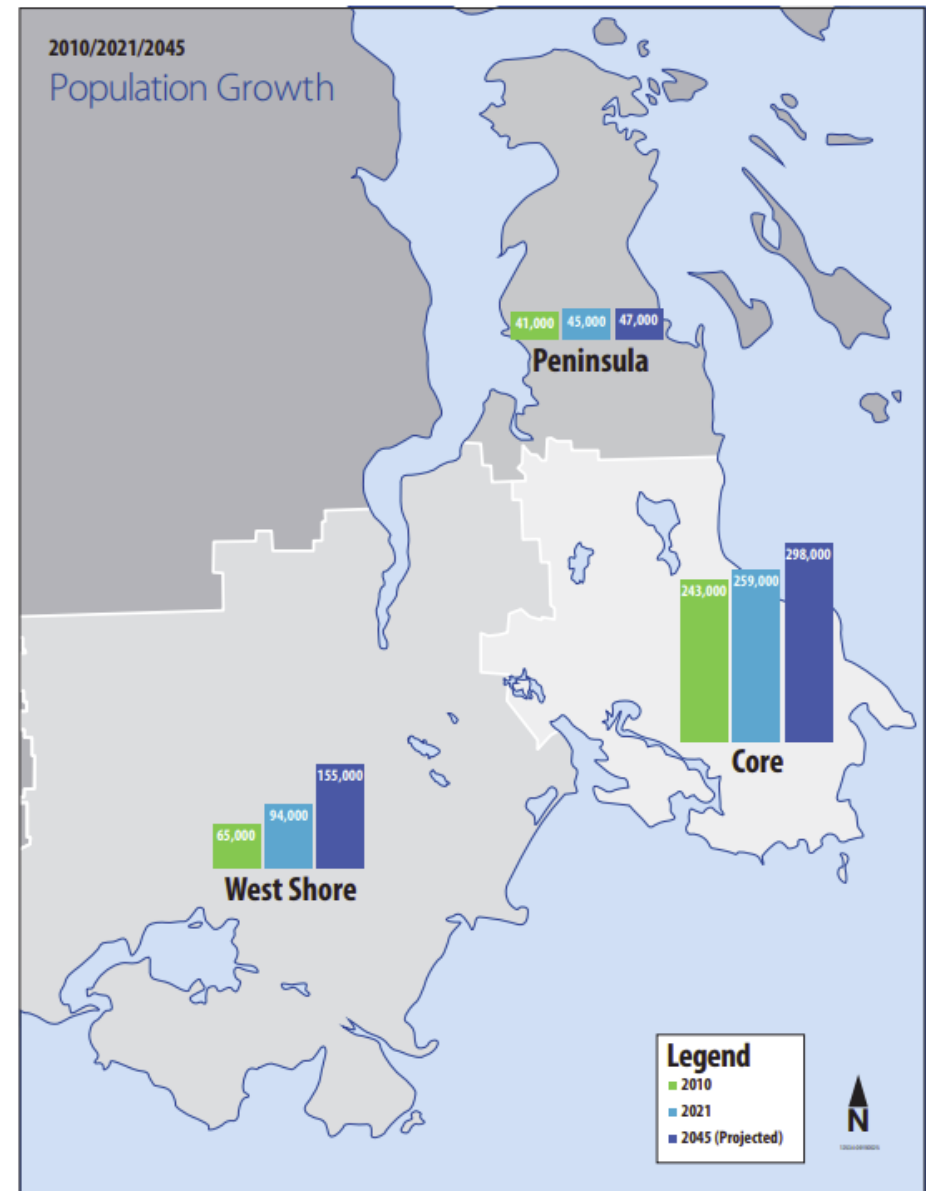 2010/2021/2045
Population Growth
41,000
45,000
47,000
Peninsula
243,000
259,000
298,000
Core
65,000
94,000
155,000
West Shore
Legend
2010
2021
2045 (Projected)
N